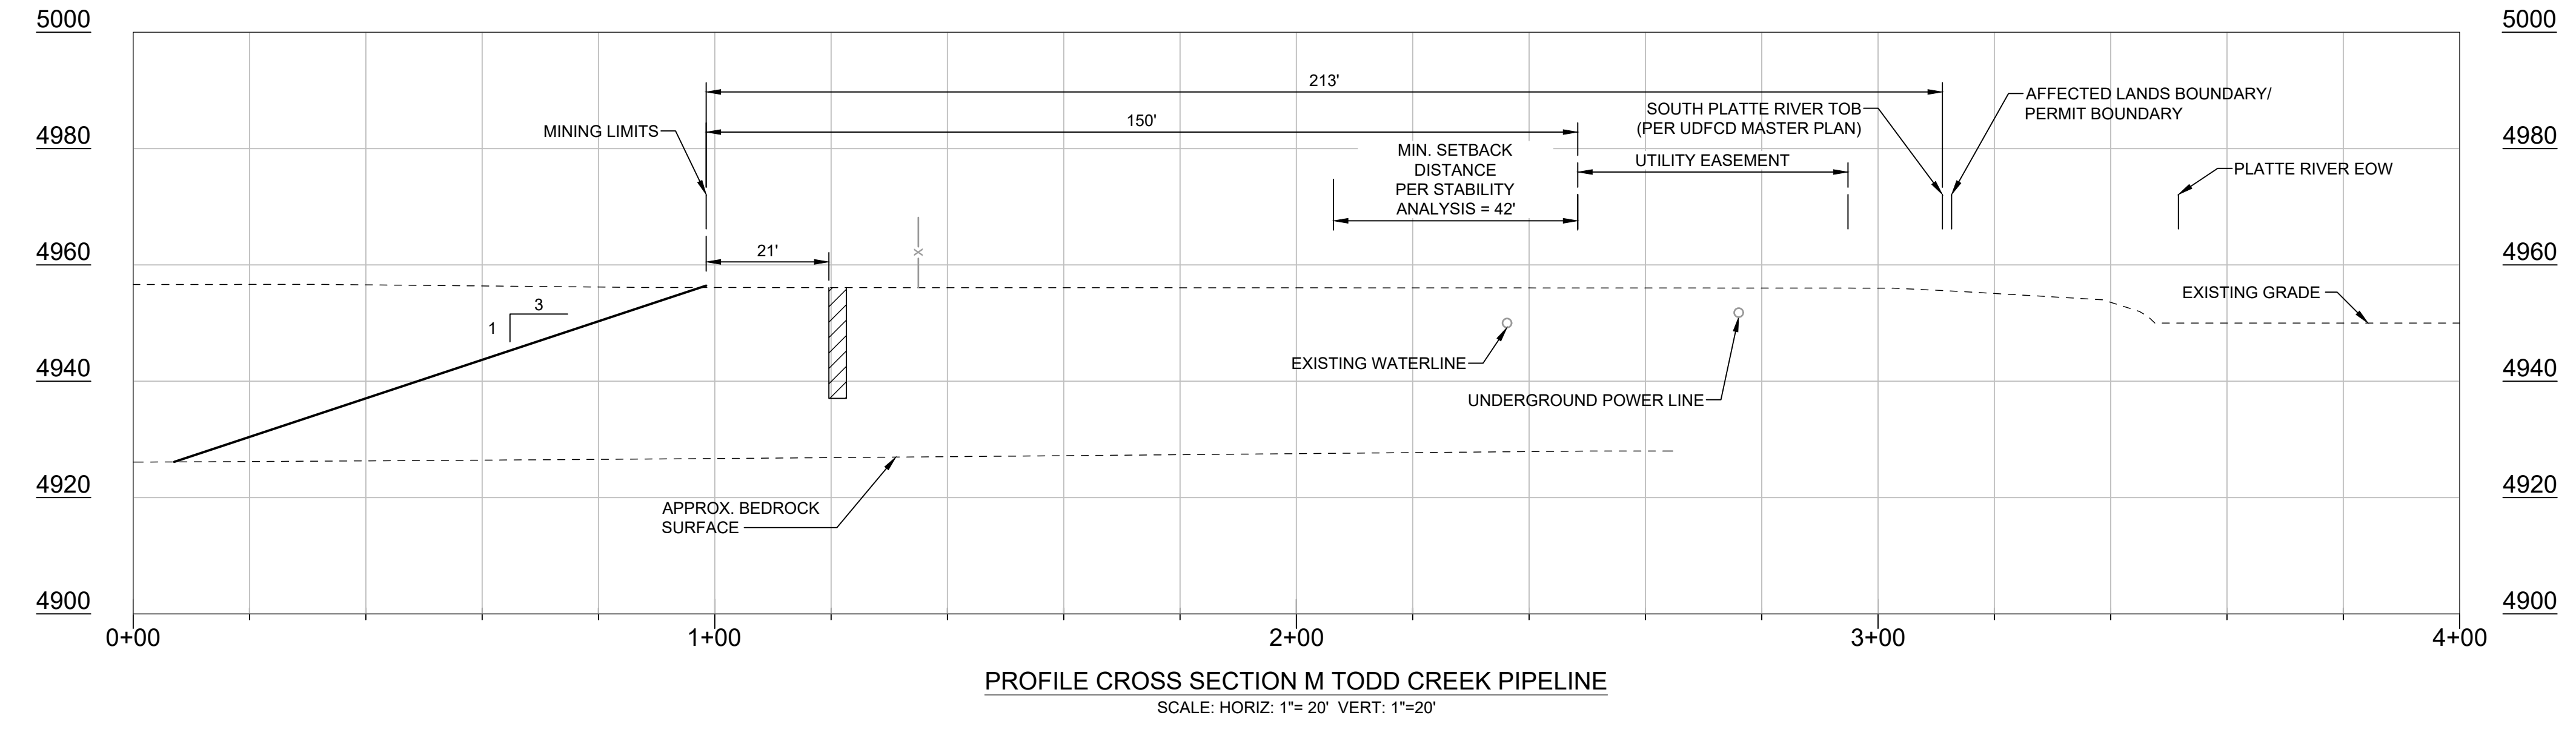 5000
5000
213'
SOUTH PLATTE RIVER TOB
(PER UDFCD MASTER PLAN)
AFFECTED LANDS BOUNDARY/
PERMIT BOUNDARY
150'
MINING LIMITS
4980
4980
MIN. SETBACK
DISTANCE
PER STABILITY
ANALYSIS = 42'
UTILITY EASEMENT
PLATTE RIVER EOW
4960
4960
21'
X
3
1
EXISTING GRADE
EXISTING WATERLINE
4940
4940
UNDERGROUND POWER LINE
4920
4920
APPROX. BEDROCK
SURFACE
4900
4900
0+00
1+00
2+00
3+00
4+00
PROFILE CROSS SECTION M TODD CREEK PIPELINE
SCALE: HORIZ: 1"= 20' VERT: 1"=20'